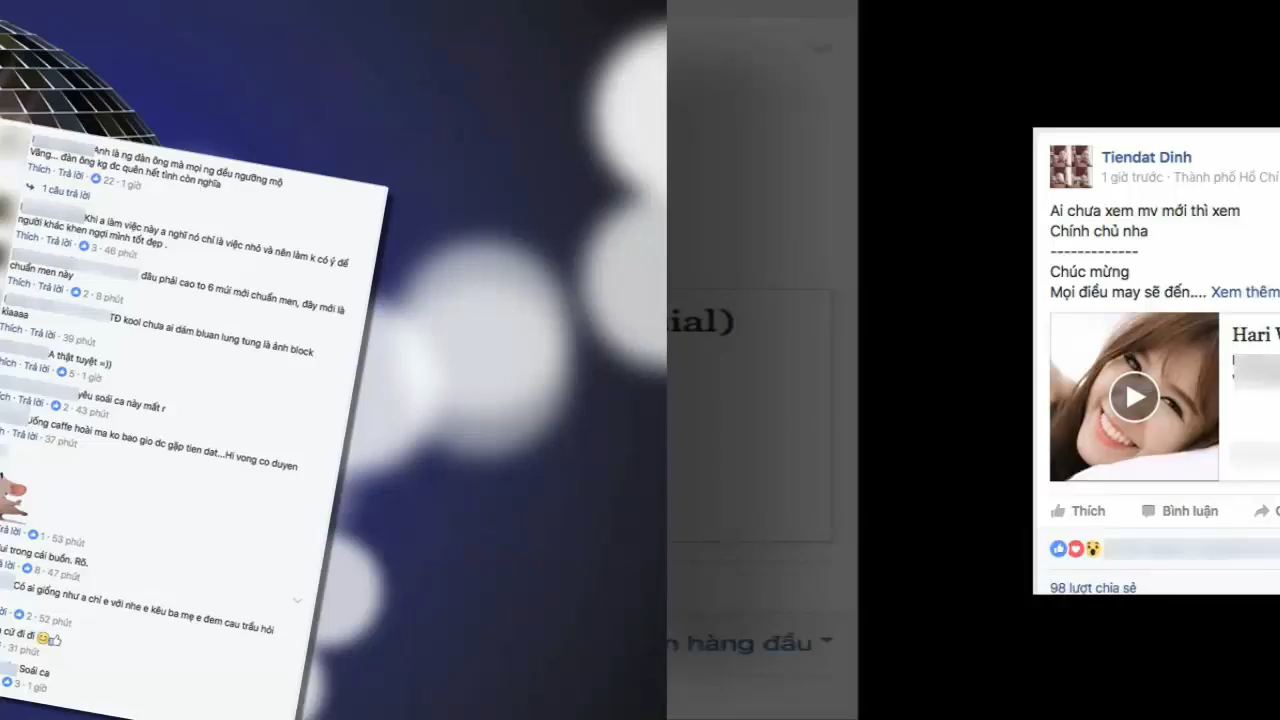 Anh là ng đàn ông mà mọi ng đều ngưỡng mộ
Vâng... đàn ông kg đc quên hết tình còn nghĩa
Thích · Trả lời · 22 · 1 giờ
1 câu trả lời
Khi a làm việc này a nghĩ nó chỉ là việc nhỏ và nên làm k có ý để
người khác khen ngợi mình tốt đẹp .
Thích · Trả lời · 3 · 46 phút
đâu phải cao to 6 múi mới chuẩn men, đây mới là
chuẩn men này
Thích · Trả lời · 2 · 8 phút
TĐ kool chưa ai dám bluan lung tung là ảnh block
kìaaaa
Thích · Trả lời · 39 phút
A thật tuyệt =))
Trả lời · 5 · 1 giờ
yêu soái ca này mất r
Trả lời · 2 · 43 phút
uống caffe hoài ma ko bao gio dc gặp tien dat...Hi vong co duyen
Trả lời · 37 phút
lời · 1 · 53 phút
ui trong cái buồn. Rõ.
lời · 8 · 47 phút
Có ai giống như a chỉ e với nhe e kêu ba mẹ e đem cau trầu hỏi
2 · 52 phút
cứ đi đi
31 phút
Soái ca
3 · 1 giờ
ial)
hàng đầu
Tiendat Dinh
1 giờ trước · Thành phố Hồ Chí
Ai chưa xem mv mới thì xem
Chính chủ nha
-------------
Chúc mừng
Mọi điều may sẽ đến.... Xem thêm
Hari
Thích Bình luận
98 lượt chia sẻ